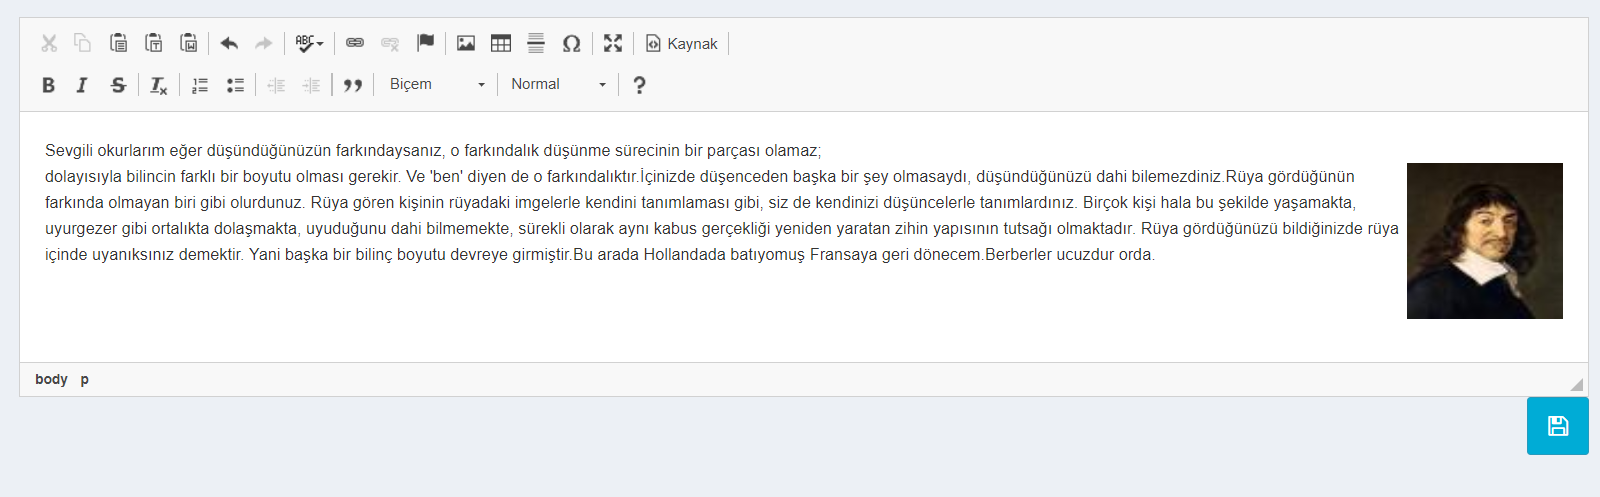 ABC
Kaynak
B I S Ix
Biçem Normal ?
Sevgili okurlarım eğer düşündüğünüzün farkındaysanız, o farkındalık düşünme sürecinin bir parçası olamaz;
dolayısıyla bilincin farklı bir boyutu olması gerekir. Ve 'ben' diyen de o farkındalıktır.İçinizde düşenceden başka bir şey olmasaydı, düşündüğünüzü dahi bilemezdiniz.Rüya gördüğünün
farkında olmayan biri gibi olurdunuz. Rüya gören kişinin rüyadaki imgelerle kendini tanımlaması gibi, siz de kendinizi düşüncelerle tanımlardınız. Birçok kişi hala bu şekilde yaşamakta,
uyurgezer gibi ortalıkta dolaşmakta, uyuduğunu dahi bilmemekte, sürekli olarak aynı kabus gerçekliği yeniden yaratan zihin yapısının tutsağı olmaktadır. Rüya gördüğünüzü bildiğinizde rüya
içinde uyanıksınız demektir. Yani başka bir bilinç boyutu devreye girmiştir.Bu arada Hollandada batıyomuş Fransaya geri dönecem.Berberler ucuzdur orda.
body p